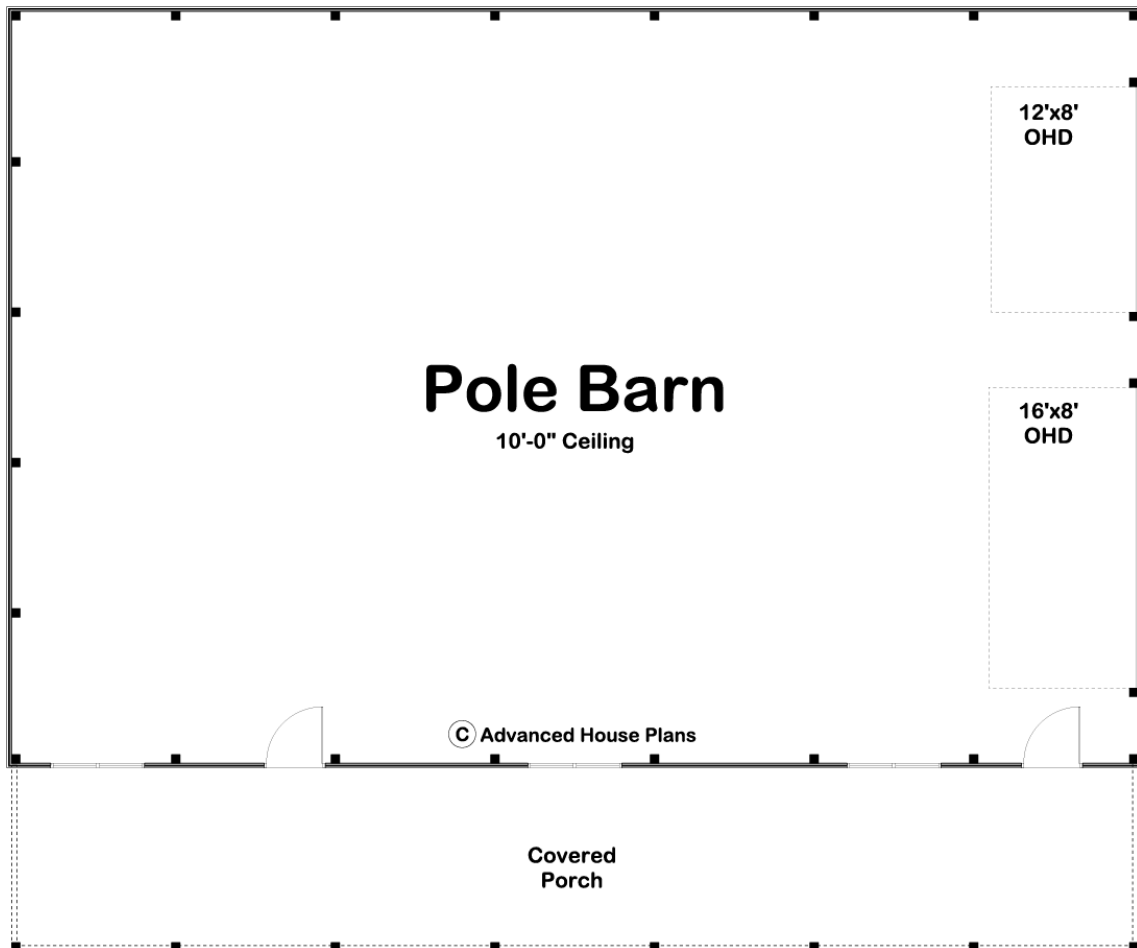 12'x8'
OHD
Pole Barn
10'-0" Ceiling
16'x8'
OHD
C Advanced House Plans
Covered
Porch